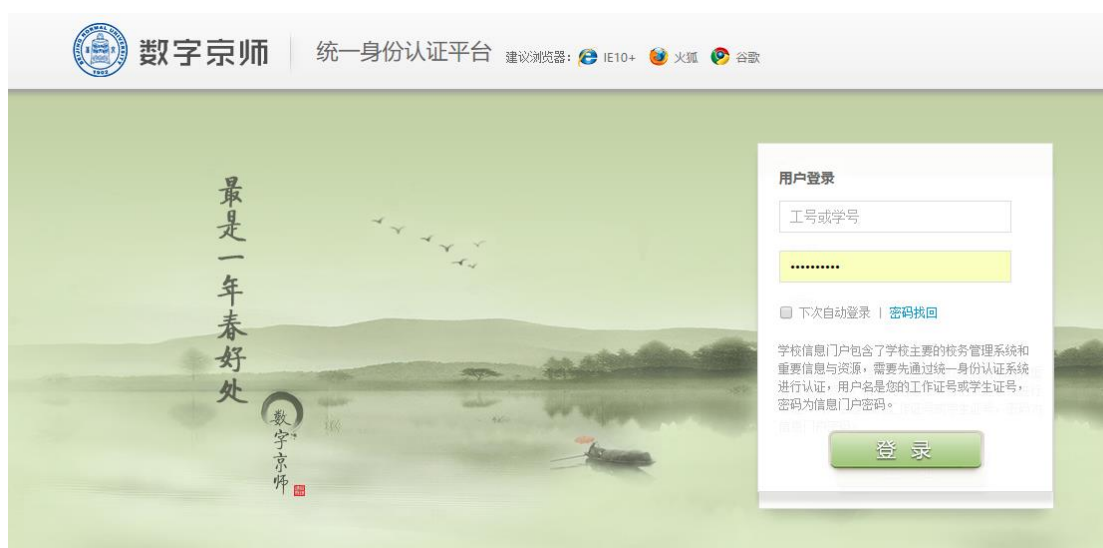 BEIJING NORMAL UNIVERSITY
1902
数字京师
统一身份认证平台
建议浏览器:
IE10+
火狐
谷歌
最是一年春好处
数字京师
用户登录
工号或学号
••••••••••
下次自动登录 | 密码找回
学校信息门户包含了学校主要的校务管理系统和
重要信息与资源,需要先通过统一身份认证系统
进行认证,用户名是您的工作证号或学生证号,
密码为信息门户密码。
登 录